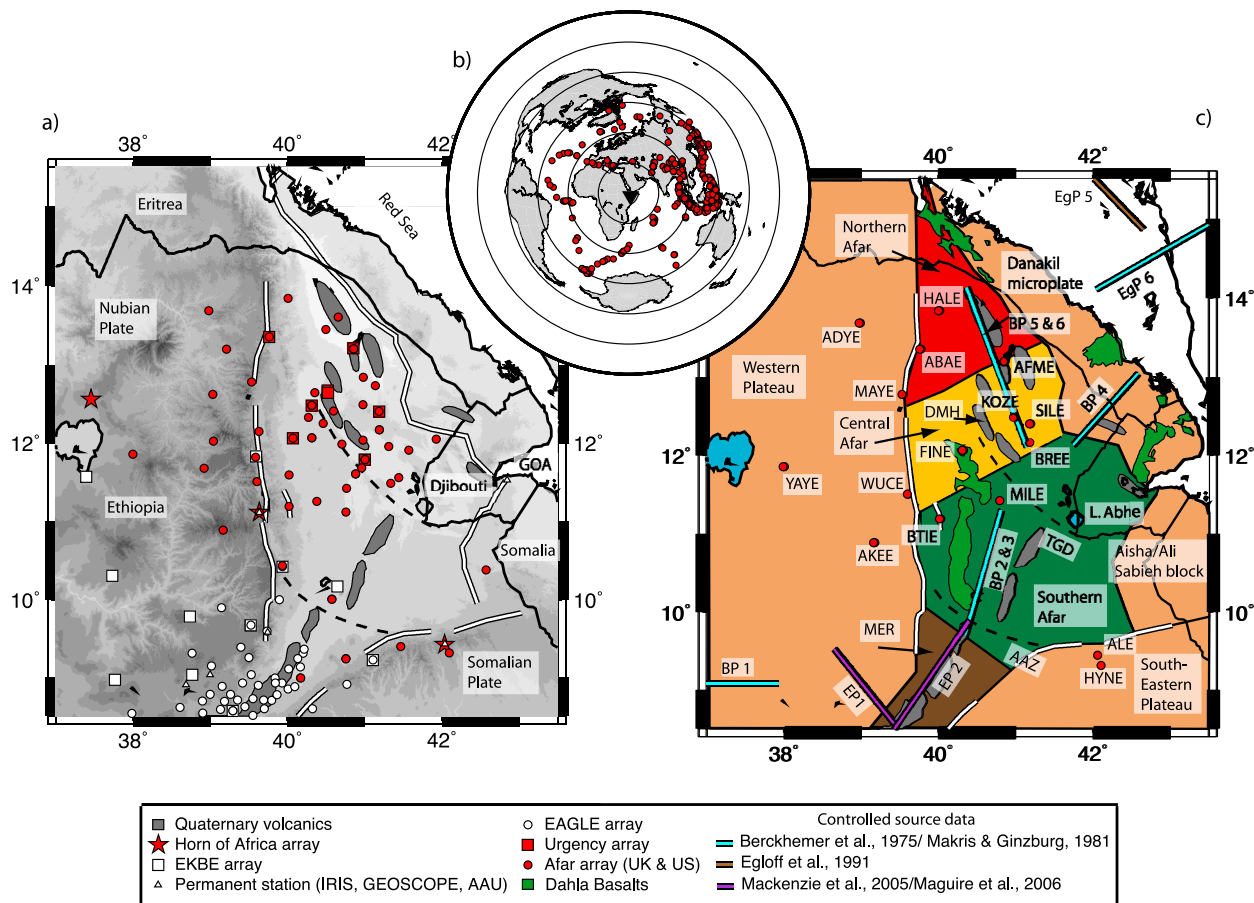 b)
a)
c)
38°
40°
42°
40°
42°
Eritrea
Red Sea
EgP 5
Northern
Afar
Danakil
microplate
EgP 6
14°
14°
Nubian
Plate
HALE
BP 5 & 6
ADYE
ABAE
AFME
Western
Plateau
MAYE
DMH
KOZE
SILE
BP 4
Central
Afar
12°
12°
GOA
FINE
BREE
Djibouti
YAYE
WUCE
MILE
L. Abhe
Ethiopia
BTIE
TGD
Somalia
AKEE
BP 2 & 3
Aisha/Ali
Sabieh block
10°
10°
Southern
Afar
MER
ALE
Somalian
Plate
AAZ
HYNE
BP 1
EP1
EP 2
South-
Eastern
Plateau
38°
40°
42°
38°
40°
42°
Quaternary volcanics
Horn of Africa array
EKBE array
Permanent station (IRIS, GEOSCOPE, AAU)
EAGLE array
Urgency array
Afar array (UK & US)
Dahla Basalts
Controlled source data
Berckhemer et al., 1975/ Makris & Ginzburg, 1981
Egloff et al., 1991
Mackenzie et al., 2005/Maguire et al., 2006